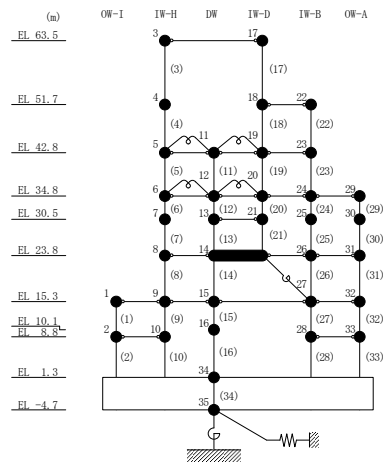 (m) OW-I IW-H DW IW-D IW-B OW-A
EL 63.5 3 17
(3) (17)
EL 51.7 4 18 22
(4) (18) (22)
EL 42.8 5 11 19 23
(5) (11) (19) (23)
EL 34.8 6 12 20 24 29
(6) (12) (20) (24) (29)
EL 30.5 7 13 21 25 30
(7) (13) (21) (25) (30)
EL 23.8 8 14 26 31
(8) (14) 27 (26) (31)
EL 15.3 1 9 15 32
(1) (9) (15) (27) (32)
EL 10.1 16
EL 8.8 2 10 28 33
(2) (10) (16) (28) (33)
EL 1.3 34
(34)
EL -4.7 35